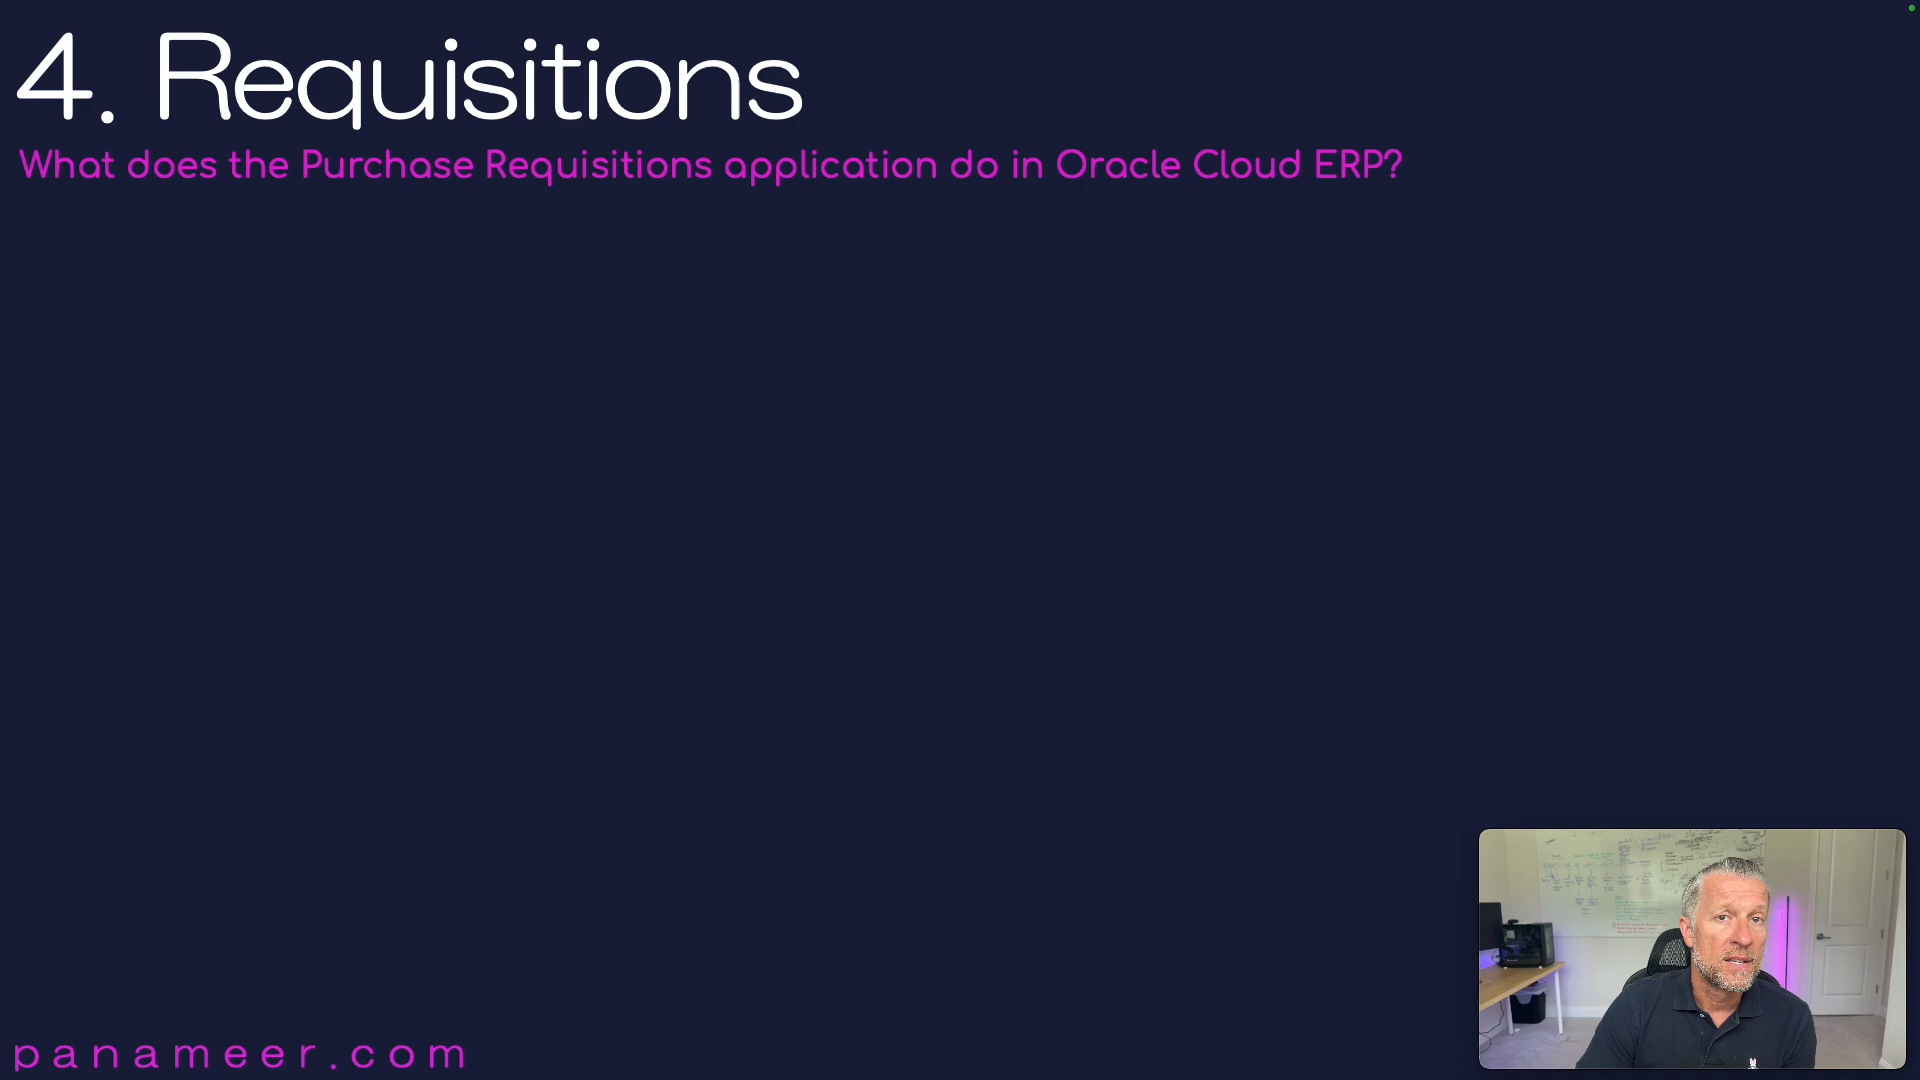 4. Requisitions
What does the Purchase Requisitions application do in Oracle Cloud ERP?
panameer.com